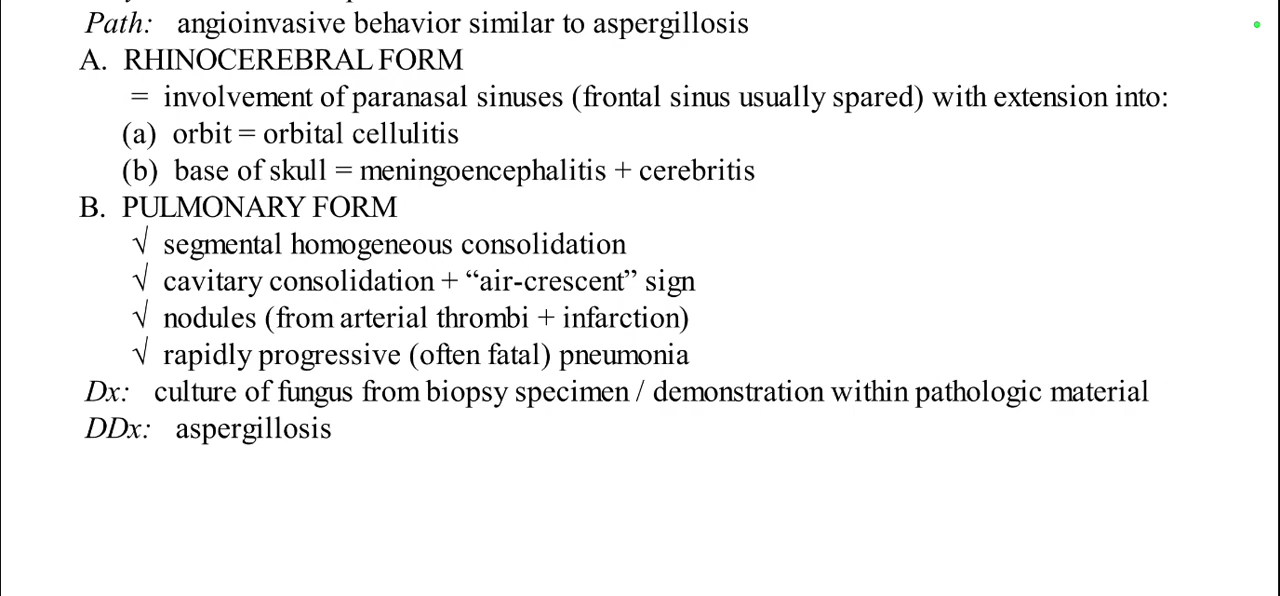 Path: angioinvasive behavior similar to aspergillosis
A. RHINOCEREBRAL FORM
= involvement of paranasal sinuses (frontal sinus usually spared) with extension into:
(a) orbit = orbital cellulitis
(b) base of skull = meningoencephalitis + cerebritis
B. PULMONARY FORM
√ segmental homogeneous consolidation
√ cavitary consolidation + “air-crescent” sign
√ nodules (from arterial thrombi + infarction)
√ rapidly progressive (often fatal) pneumonia
Dx: culture of fungus from biopsy specimen / demonstration within pathologic material
DDx: aspergillosis